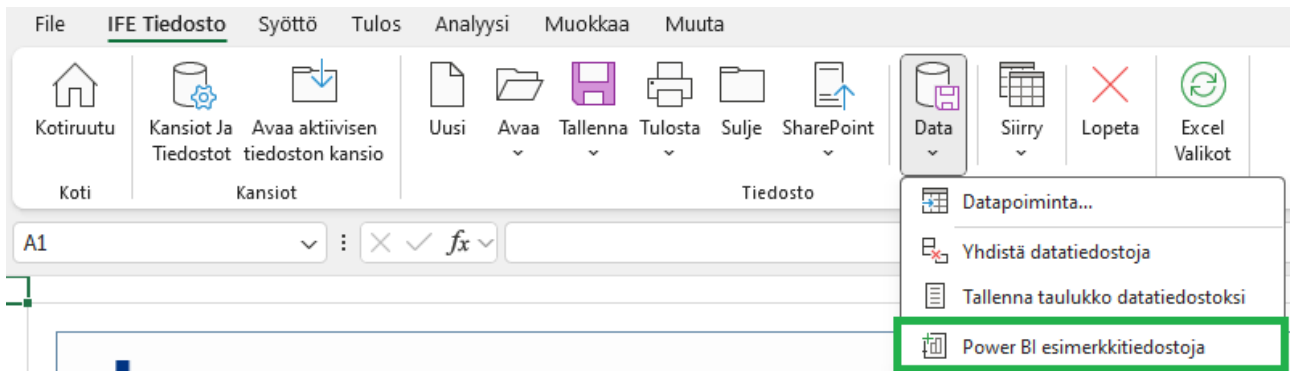 File IFE Tiedosto Syöttö Tulos Analyysi Muokkaa Muuta
Kotiruutu Kansiot Ja Avaa aktiivisen Uusi Avaa Tallenna Tulosta Sulje SharePoint Data Siirry Lopeta Excel
Tiedostot tiedoston kansio Valikot
Koti Kansiot Tiedosto
Datapoiminta...
A1 fx
Yhdistä datatiedostoja
Tallenna taulukko datatiedostoksi
Power BI esimerkkitiedostoja